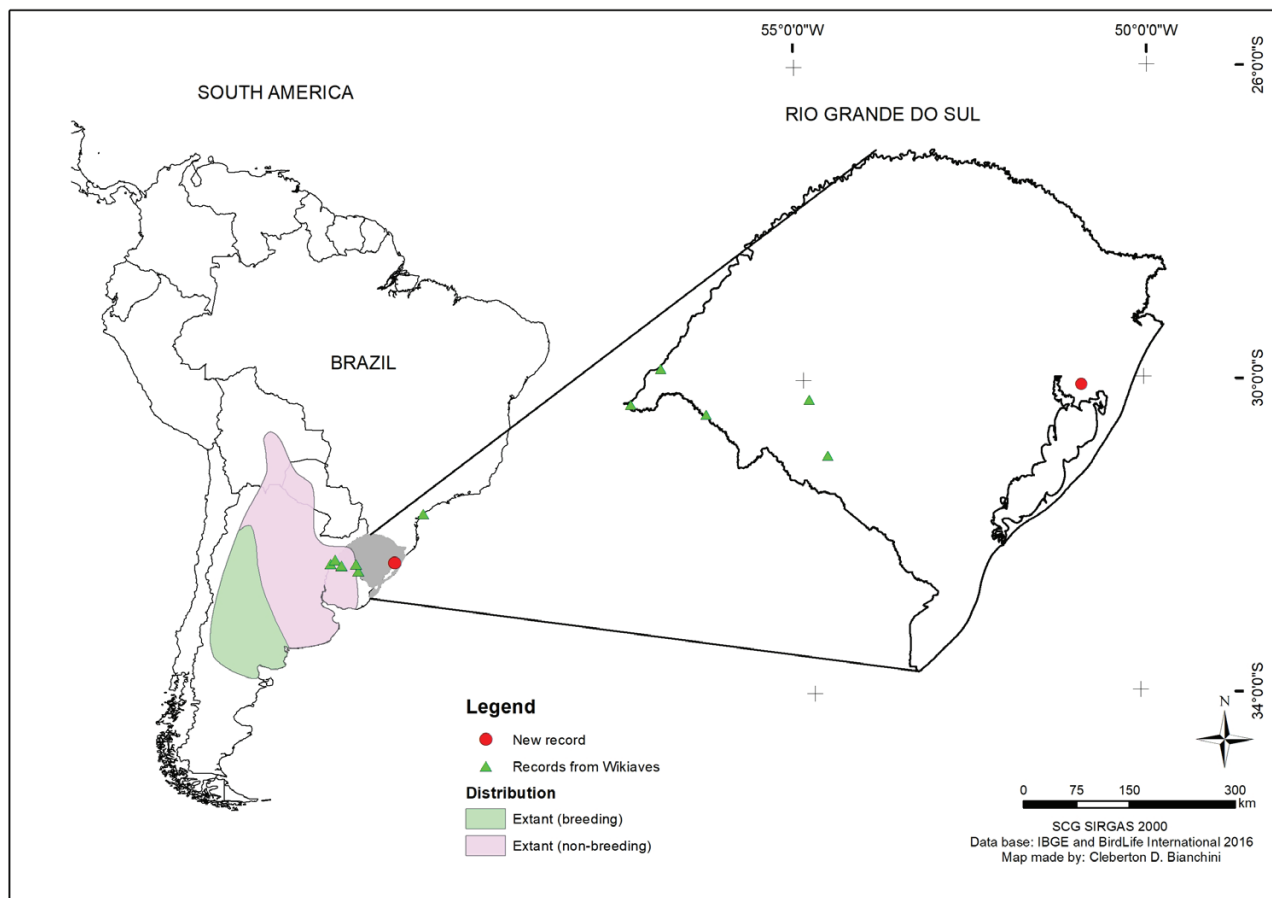 55°0'0"W
50°0'0"W
26°0'0"S
SOUTH AMERICA
RIO GRANDE DO SUL
BRAZIL
30°0'0"S
34°0'0"S
Legend
New record
Records from Wikiaves
Distribution
Extant (breeding)
Extant (non-breeding)
N
0 75 150 300
km
SCG SIRGAS 2000
Data base: IBGE and BirdLife International 2016
Map made by: Cleberton D. Bianchini